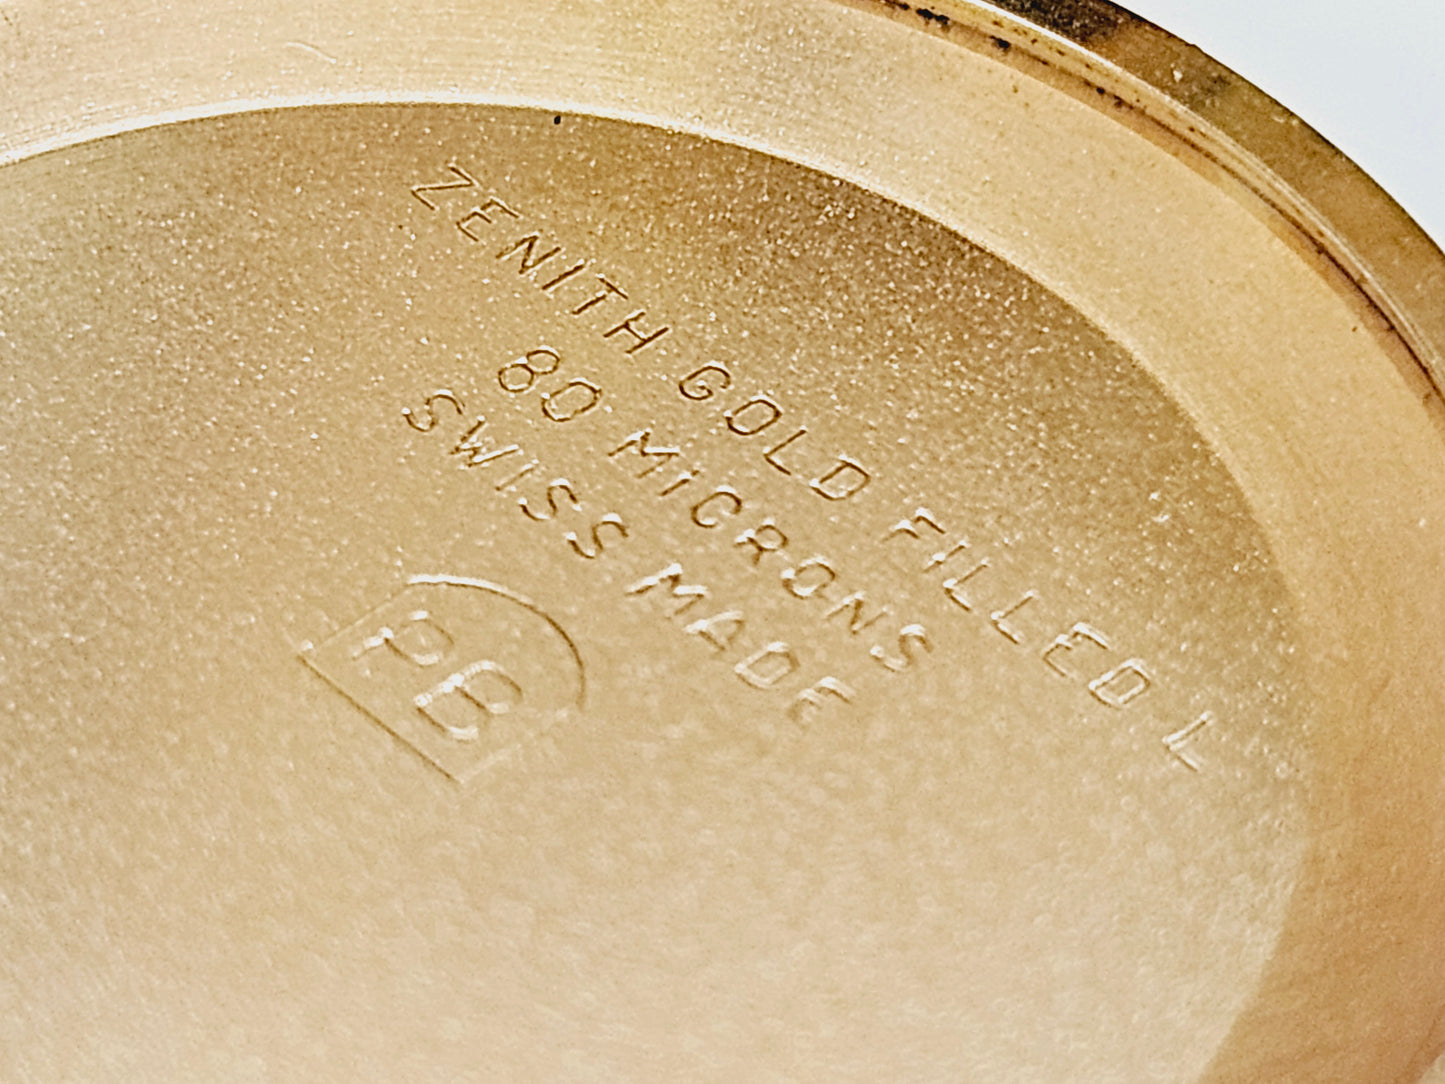 ZENITH GOLD FILLED L
80 MICRONS
SWISS MADE
PB